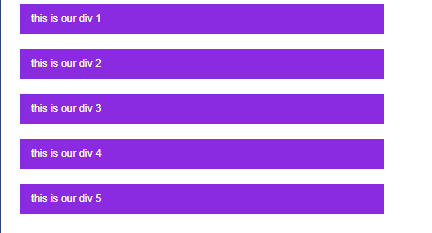 this is our div 1
this is our div 2
this is our div 3
this is our div 4
this is our div 5